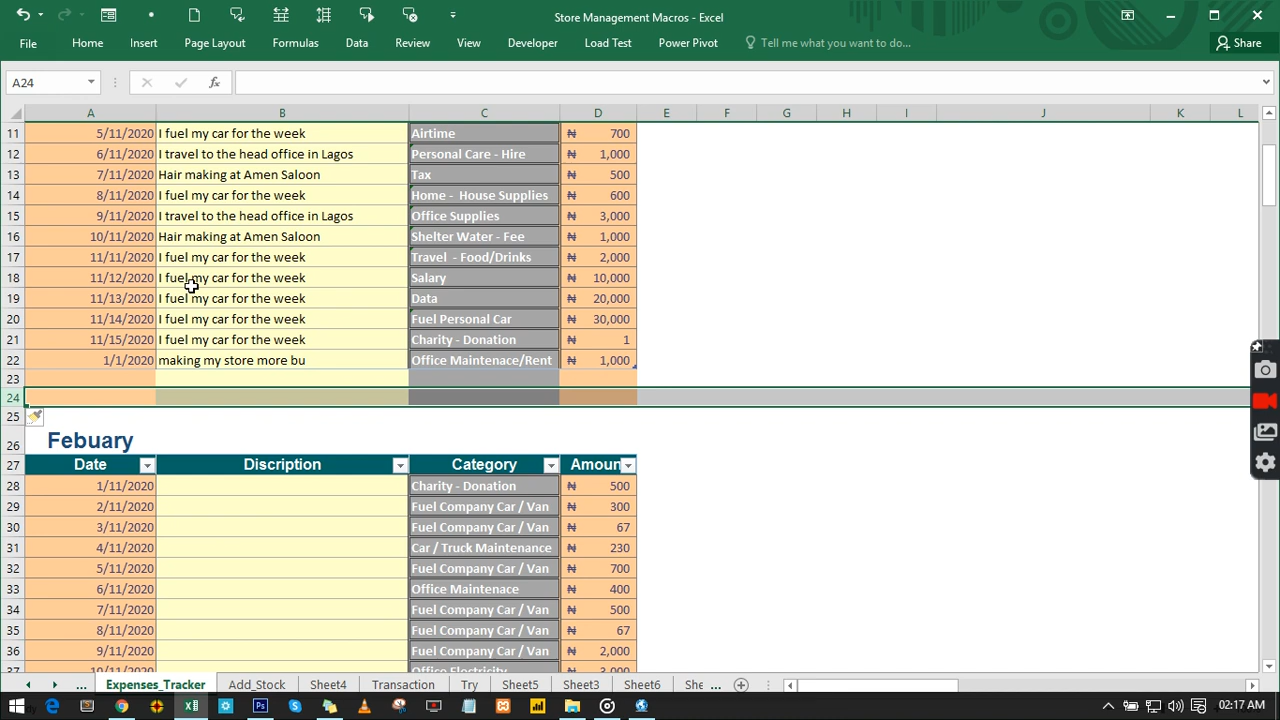 Store Management Macros - Excel
File Home Insert Page Layout Formulas Data Review View Developer Load Test Power Pivot Tell me what you want to do... Share
A24 fx
A B C D E F G H I J K L
11 5/11/2020 I fuel my car for the week Airtime ₦ 700
12 6/11/2020 I travel to the head office in Lagos Personal Care - Hire ₦ 1,000
13 7/11/2020 Hair making at Amen Saloon Tax ₦ 500
14 8/11/2020 I fuel my car for the week Home - House Supplies ₦ 600
15 9/11/2020 I travel to the head office in Lagos Office Supplies ₦ 3,000
16 10/11/2020 Hair making at Amen Saloon Shelter Water - Fee ₦ 1,000
17 11/11/2020 I fuel my car for the week Travel - Food/Drinks ₦ 2,000
18 11/12/2020 I fuel my car for the week Salary ₦ 10,000
19 11/13/2020 I fuel my car for the week Data ₦ 20,000
20 11/14/2020 I fuel my car for the week Fuel Personal Car ₦ 30,000
21 11/15/2020 I fuel my car for the week Charity - Donation ₦ 1
22 1/1/2020 making my store more bu Office Maintenace/Rent ₦ 1,000
23
24
25
26 Febuary
27 Date Discription Category Amoun
28 1/11/2020 Charity - Donation ₦ 500
29 2/11/2020 Fuel Company Car / Van ₦ 300
30 3/11/2020 Fuel Company Car / Van ₦ 67
31 4/11/2020 Car / Truck Maintenance ₦ 230
32 5/11/2020 Fuel Company Car / Van ₦ 700
33 6/11/2020 Office Maintenace ₦ 400
34 7/11/2020 Fuel Company Car / Van ₦ 500
35 8/11/2020 Fuel Company Car / Van ₦ 67
36 9/11/2020 Fuel Company Car / Van ₦ 2,000
37 10/11/2020 Office Electricity ₦ 3,000
... Expenses_Tracker Add_Stock Sheet4 Transaction Try Sheet5 Sheet3 Sheet6 She ...
02:17 AM